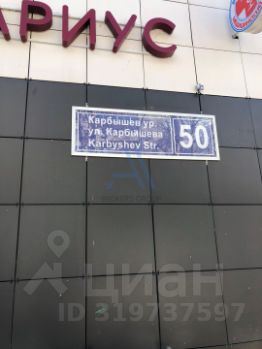 АРИУС
Карбышев ур.
ул. Карбышева
Karbyshev Str.
50
циан
ID 319737597